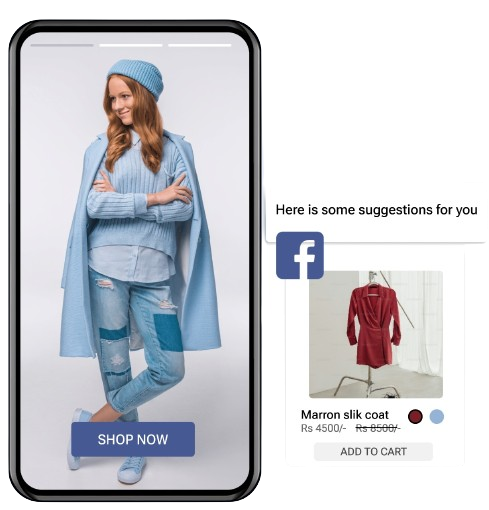 Here is some suggestions for you
f
Marron slik coat
Rs 4500/- Rs 8500/-
ADD TO CART
SHOP NOW